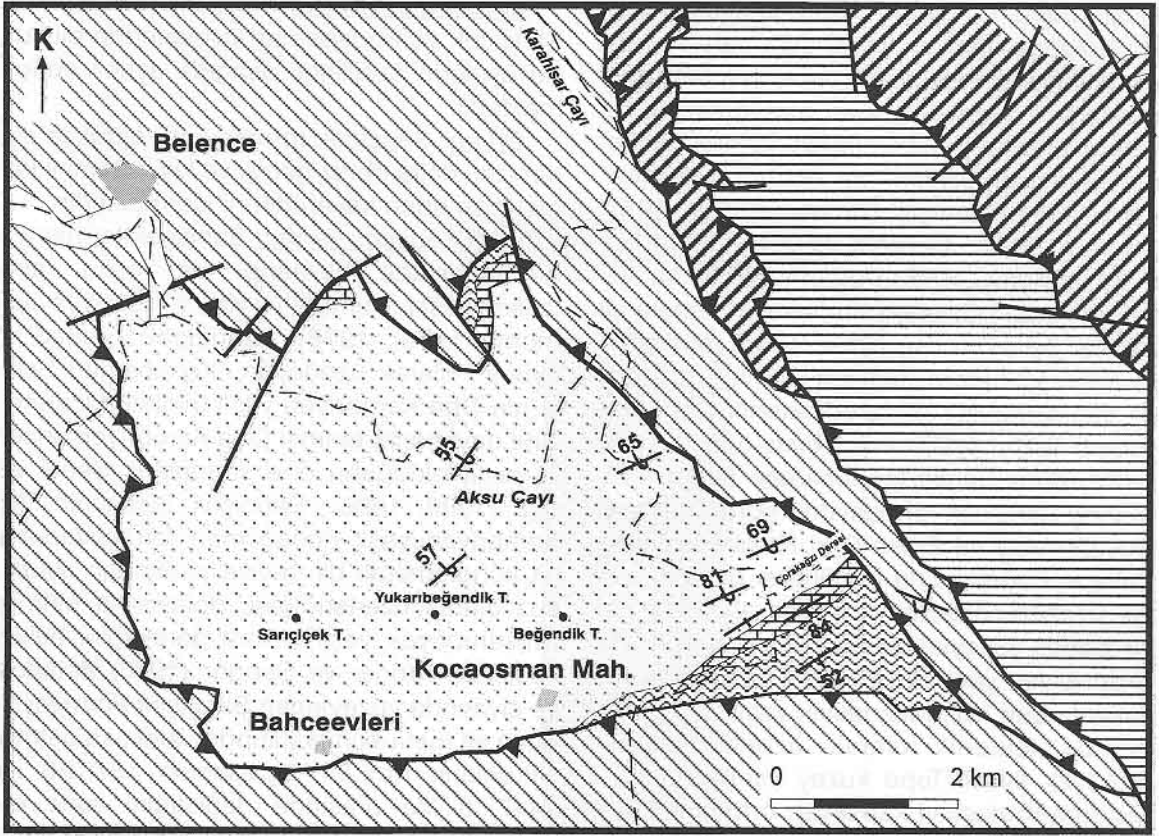 K
Karahisar Çayı
Belence
55
65
Aksu Çayı
69
57
81
Çorakağzı Deresi
Yukarıbeğendik T.
Sarıçiçek T.
Beğendik T.
84
52
Kocaosman Mah.
Bahceevleri
0
2 km